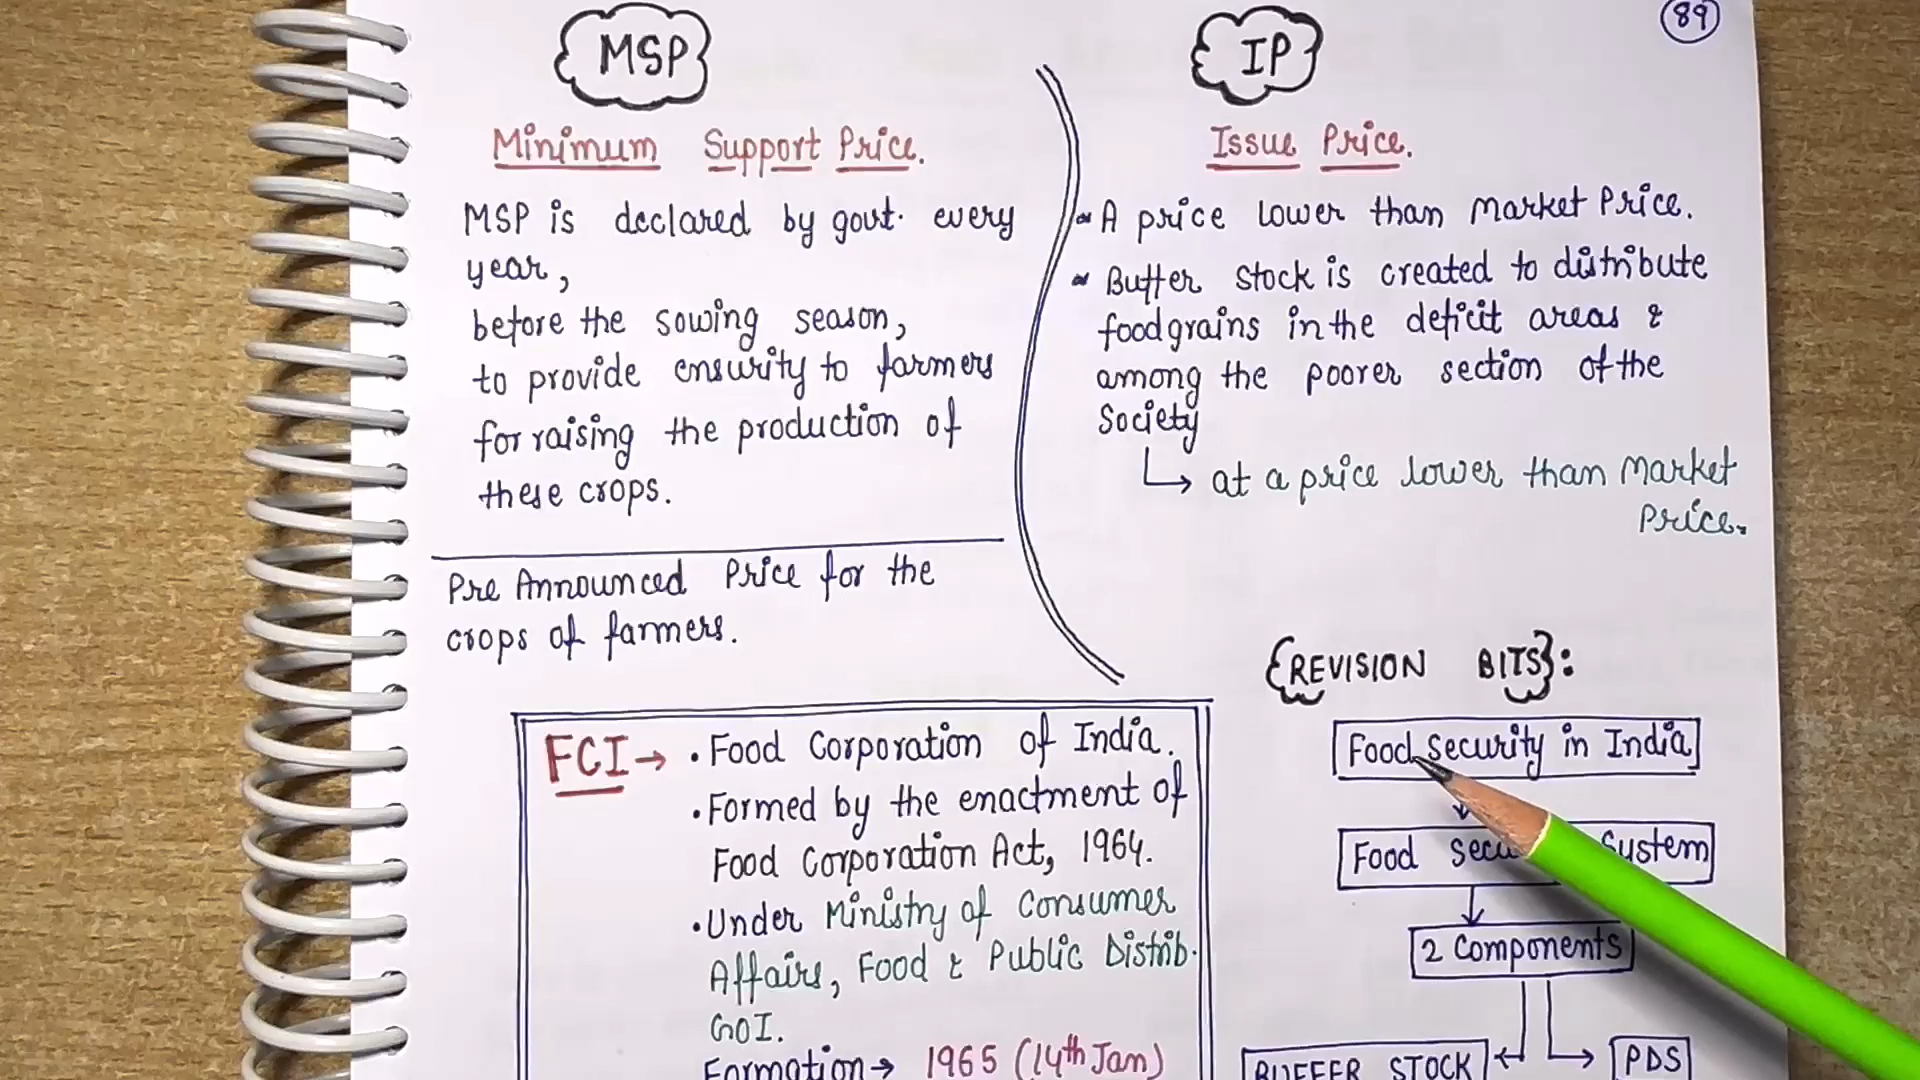 89
MSP
Minimum Support Price.
MSP is declared by govt. every
year,
before the sowing season,
to provide ensurity to farmers
for raising the production of
these crops.
Pre Announced Price for the
crops of farmers.
IP
Issue Price.
~ A price lower than Market Price.
~ Buffer stock is created to distribute
foodgrains in the deficit areas &
among the poorer section of the
Society
↳ at a price lower than Market
Price.
FCI → • Food Corporation of India.
• Formed by the enactment of
Food Corporation Act, 1964.
• Under Ministry of Consumer
Affairs, Food & Public Distrib.
GOI.
Formation → 1965 (14th Jan)
{REVISION BITS}:
Food Security in India
Food System
2 Components
BUFFER STOCK
PDS